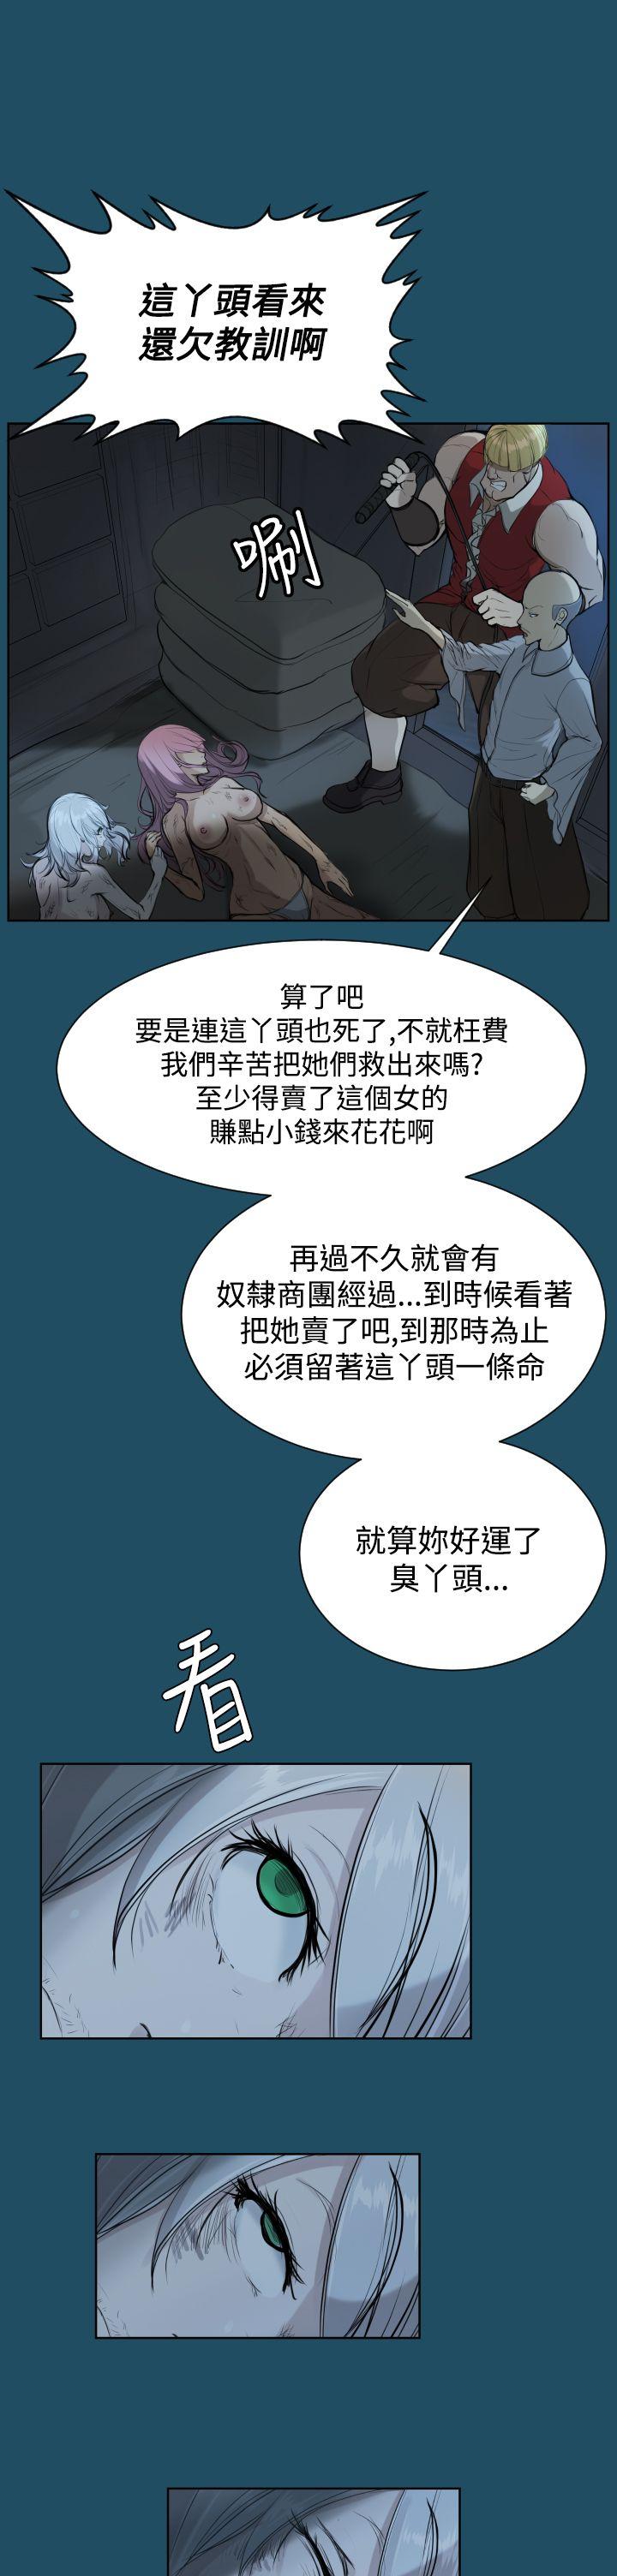 這丫頭看來
還欠教訓啊
唰
算了吧
要是連這丫頭也死了,不就枉費
我們辛苦把她們救出來嗎?
至少得賣了這個女的
賺點小錢來花花啊
再過不久就會有
奴隸商團經過...到時候看著
把她賣了吧,到那時為止
必須留著這丫頭一條命
就算妳好運了
臭丫頭...
看